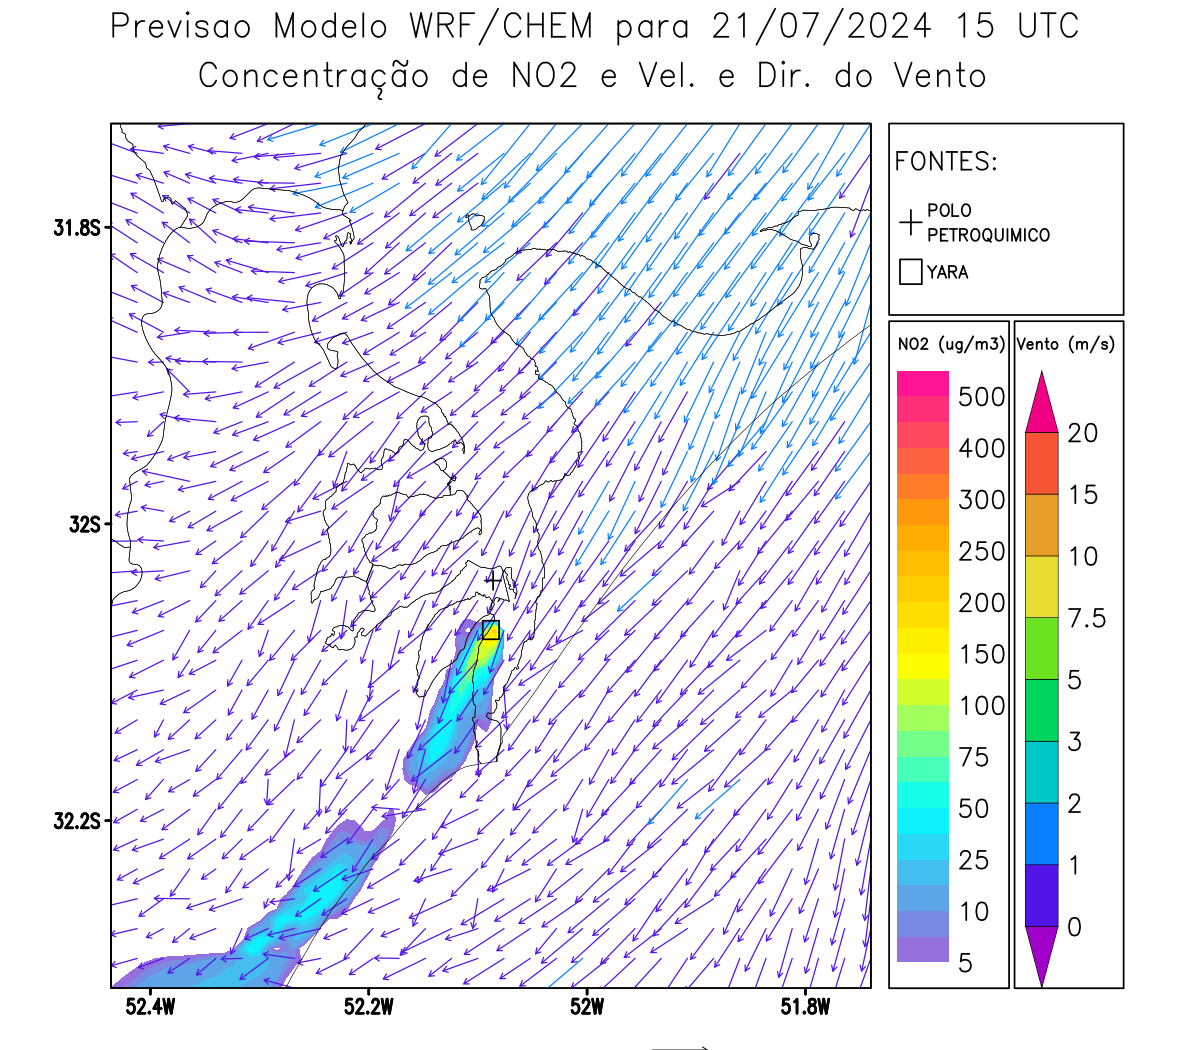 Previsao Modelo WRF/CHEM para 21/07/2024 15 UTC
Concentração de NO2 e Vel. e Dir. do Vento
FONTES:
POLO
PETROQUIMICO
YARA
NO2 (ug/m3)
500
400
300
250
200
150
100
75
50
25
10
5
Vento (m/s)
20
15
10
7.5
5
3
2
1
0
31.8S
32S
32.2S
52.4W
52.2W
52W
51.8W